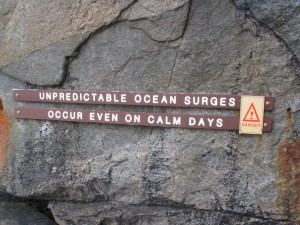 UNPREDICTABLE OCEAN SURGES
OCCUR EVEN ON CALM DAYS
DANGER